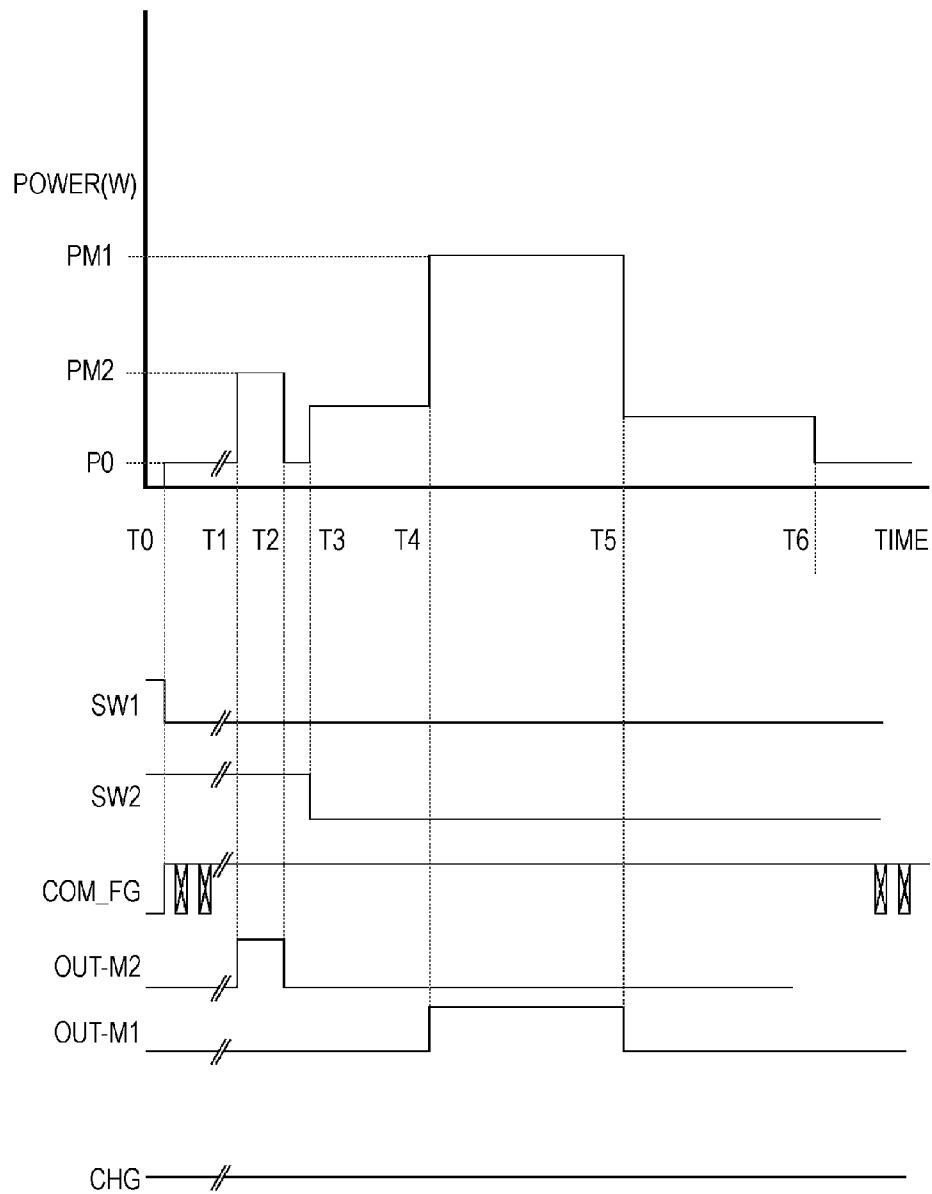 POWER(W)
PM1
PM2
P0
T0 T1 T2 T3 T4 T5 T6 TIME
SW1
SW2
COM_FG
OUT-M2
OUT-M1
CHG